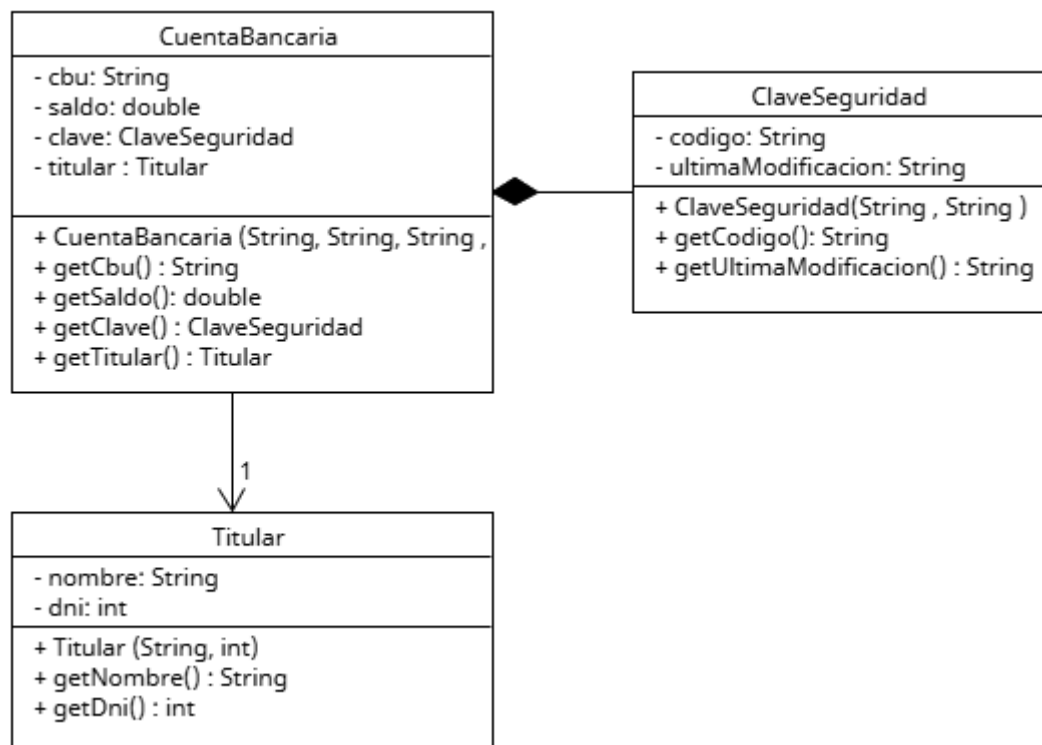 CuentaBancaria
- cbu: String
- saldo: double
- clave: ClaveSeguridad
- titular : Titular
+ CuentaBancaria (String, String, String ,
+ getCbu() : String
+ getSaldo(): double
+ getClave() : ClaveSeguridad
+ getTitular() : Titular
ClaveSeguridad
- codigo: String
- ultimaModificacion: String
+ ClaveSeguridad(String , String )
+ getCodigo(): String
+ getUltimaModificacion() : String
1
Titular
- nombre: String
- dni: int
+ Titular (String, int)
+ getNombre() : String
+ getDni() : int